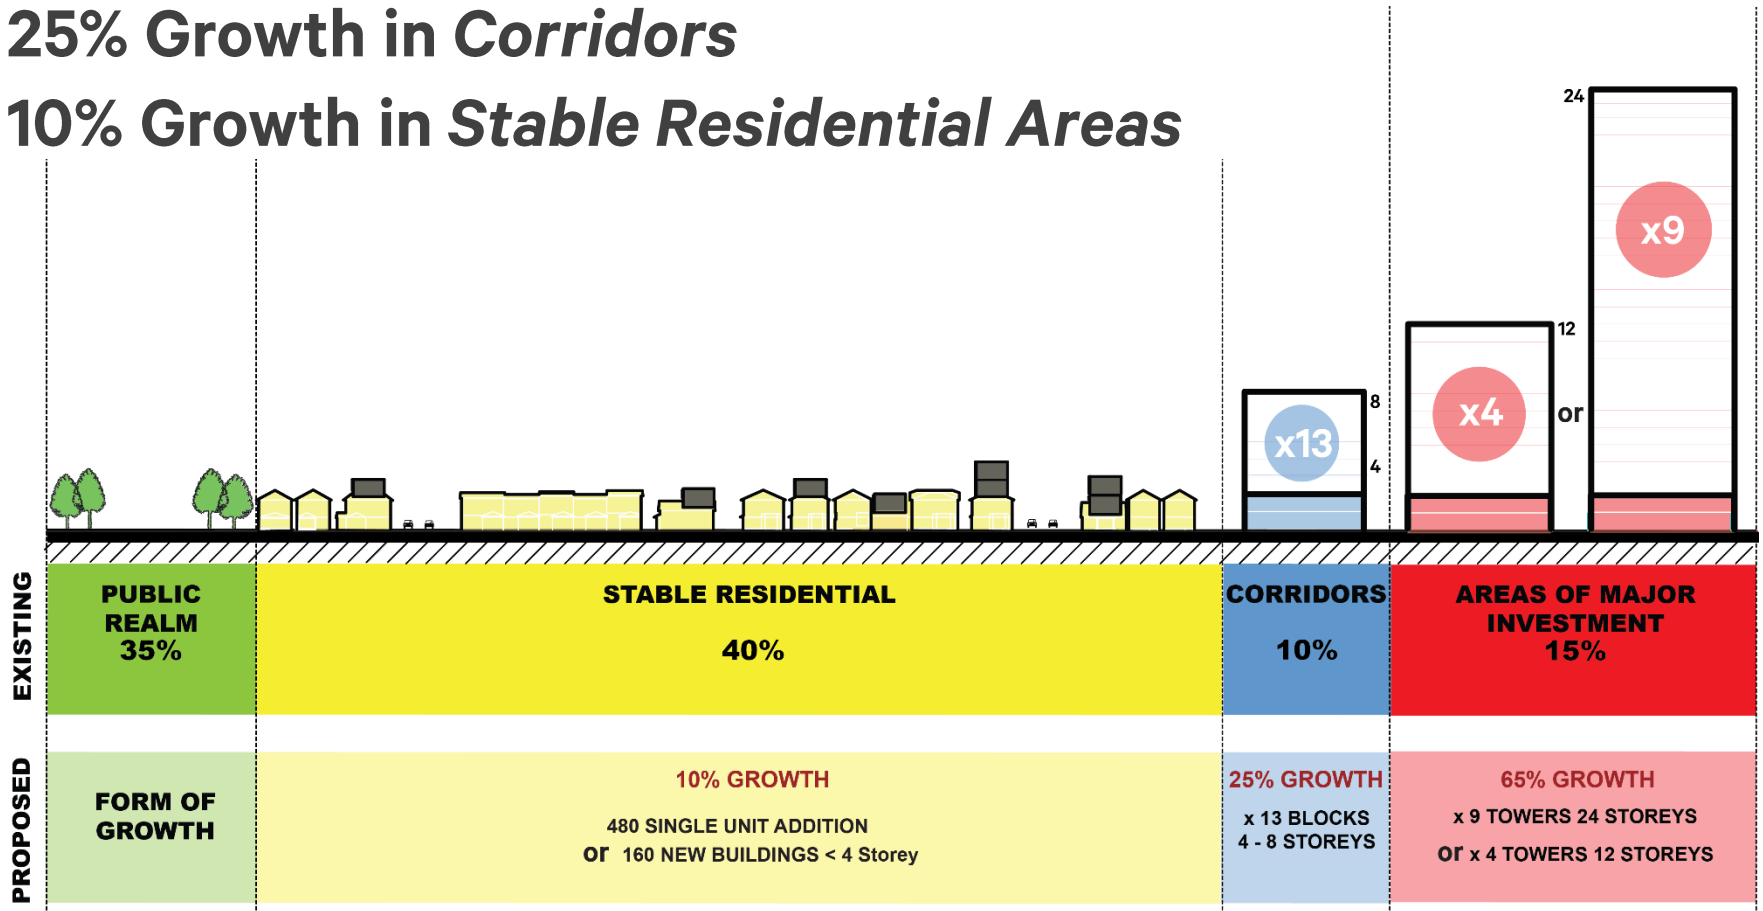 25% Growth in Corridors
10% Growth in Stable Residential Areas
24
x9
12
x4
or
8
x13
4
EXISTING
PUBLIC
REALM
35%
STABLE RESIDENTIAL
40%
CORRIDORS
10%
AREAS OF MAJOR
INVESTMENT
15%
PROPOSED
FORM OF
GROWTH
10% GROWTH
480 SINGLE UNIT ADDITION
or 160 NEW BUILDINGS < 4 Storey
25% GROWTH
x 13 BLOCKS
4 - 8 STOREYS
65% GROWTH
x 9 TOWERS 24 STOREYS
or x 4 TOWERS 12 STOREYS